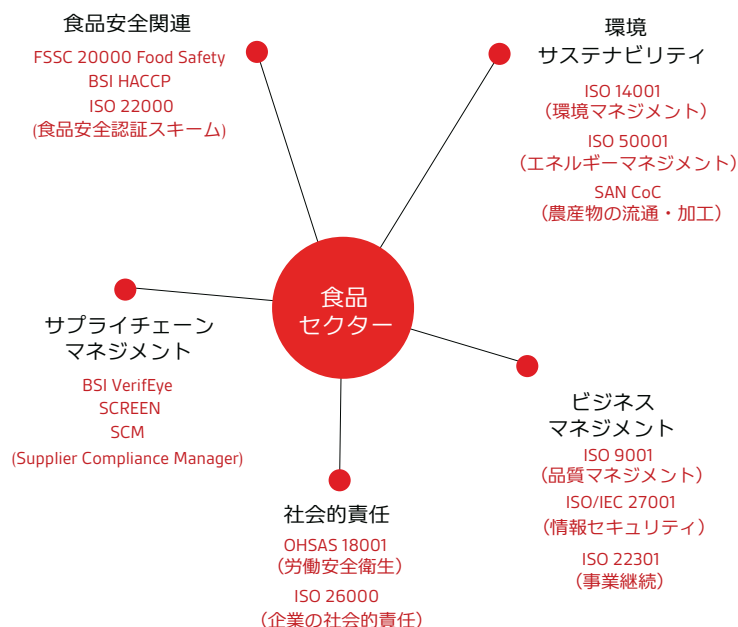 食品安全関連
FSSC 20000 Food Safety
BSI HACCP
ISO 22000
(食品安全認証スキーム)
環境
サステナビリティ
ISO 14001
（環境マネジメント）
ISO 50001
（エネルギーマネジメント）
SAN CoC
（農産物の流通・加工）
食品
セクター
サプライチェーン
マネジメント
BSI VerifEye
SCREEN
SCM
(Supplier Compliance Manager)
ビジネス
マネジメント
ISO 9001
（品質マネジメント）
ISO/IEC 27001
（情報セキュリティ）
ISO 22301
（事業継続）
社会的責任
OHSAS 18001
（労働安全衛生）
ISO 26000
（企業の社会的責任）